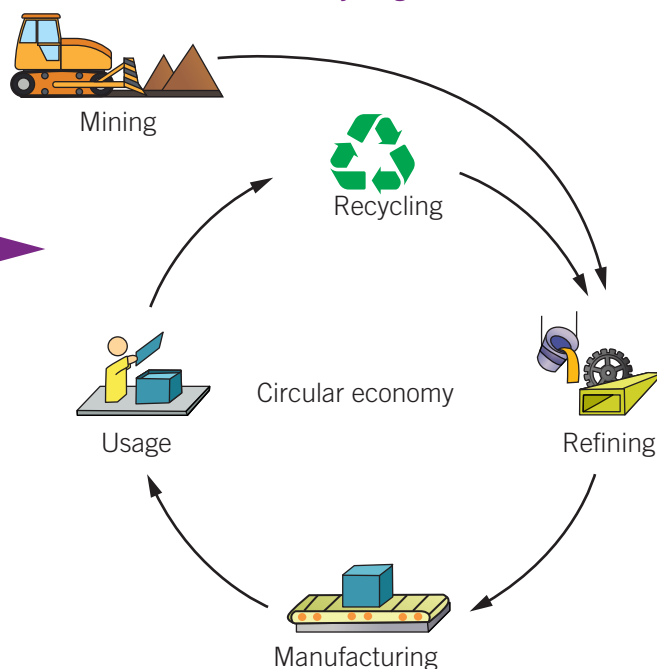 Mining
Recycling
Circular economy
Usage
Refining
Manufacturing